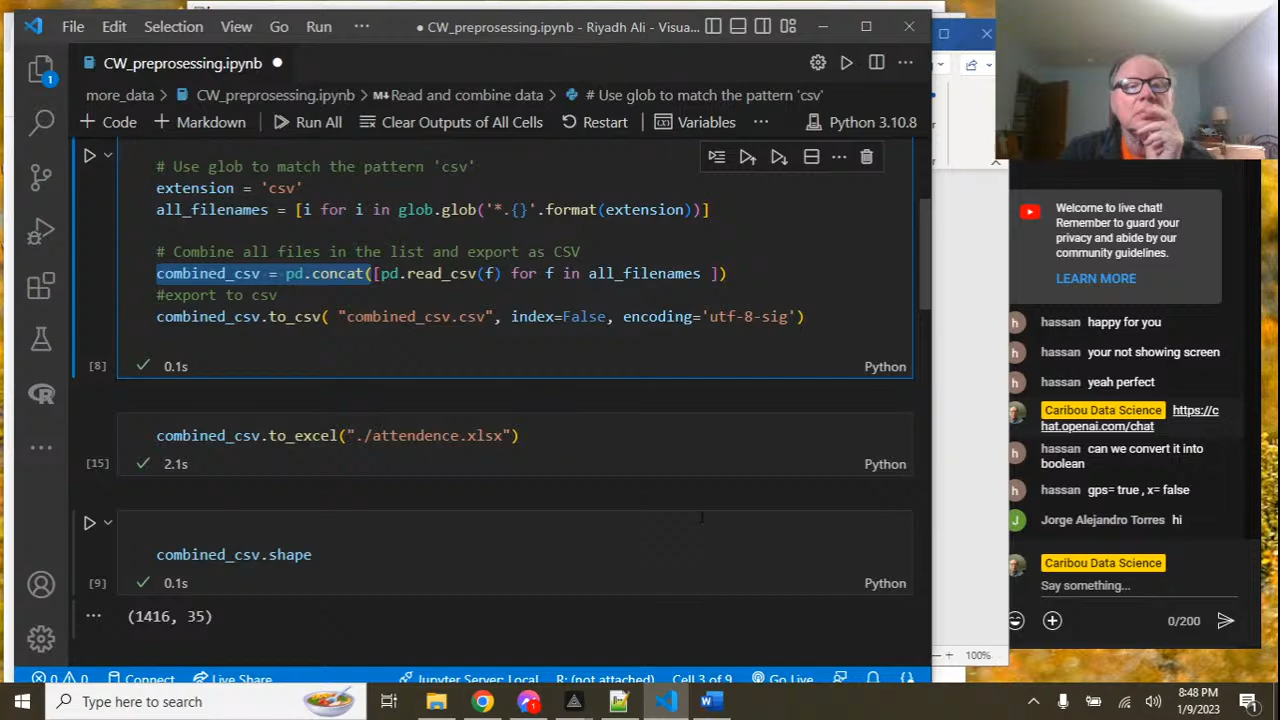 File Edit Selection View Go Run ··· ● CW_preprosessing.ipynb - Riyadh Ali - Visua...
CW_preprosessing.ipynb ●
more_data > CW_preprosessing.ipynb > M↓Read and combine data > # Use glob to match the pattern 'csv'
+ Code + Markdown Run All Clear Outputs of All Cells Restart Variables ··· Python 3.10.8
# Use glob to match the pattern 'csv'
extension = 'csv'
all_filenames = [i for i in glob.glob('*.{}'.format(extension))]
# Combine all files in the list and export as CSV
combined_csv = pd.concat([pd.read_csv(f) for f in all_filenames ])
#export to csv
combined_csv.to_csv( "combined_csv.csv", index=False, encoding='utf-8-sig')
[8] ✓ 0.1s Python
combined_csv.to_excel("./attendence.xlsx")
[15] ✓ 2.1s Python
combined_csv.shape
[9] ✓ 0.1s Python
··· (1416, 35)
0 0 Connect Live Share Jupyter Server: Local R: (not attached) Cell 3 of 9 Go Live
1
100%
Welcome to live chat!
Remember to guard your
privacy and abide by our
community guidelines.
LEARN MORE
h hassan happy for you
h hassan your not showing screen
h hassan yeah perfect
Caribou Data Science https://c
hat.openai.com/chat
h hassan can we convert it into
boolean
h hassan gps= true , x= false
J Jorge Alejandro Torres hi
Caribou Data Science
Say something...
0/200
Type here to search
8:48 PM
1/9/2023
1